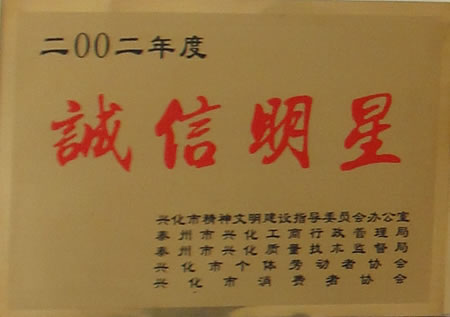 二00二年度
誠信明星
兴化市精神文明建设指导委员会办公室
泰州市兴化工商行政管理局
泰州市兴化质量技术监督局
兴化市个体劳动者协会
兴化市消费者协会